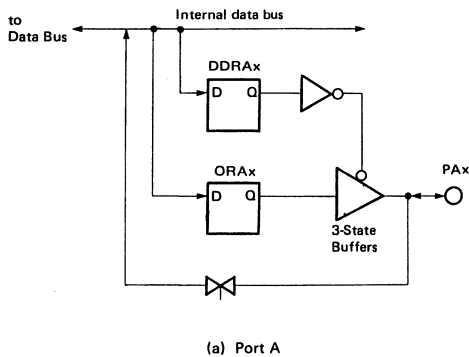 to
Data Bus
Internal data bus
DDRAx
D Q
ORAx
D Q
PAx
3-State
Buffers
(a) Port A